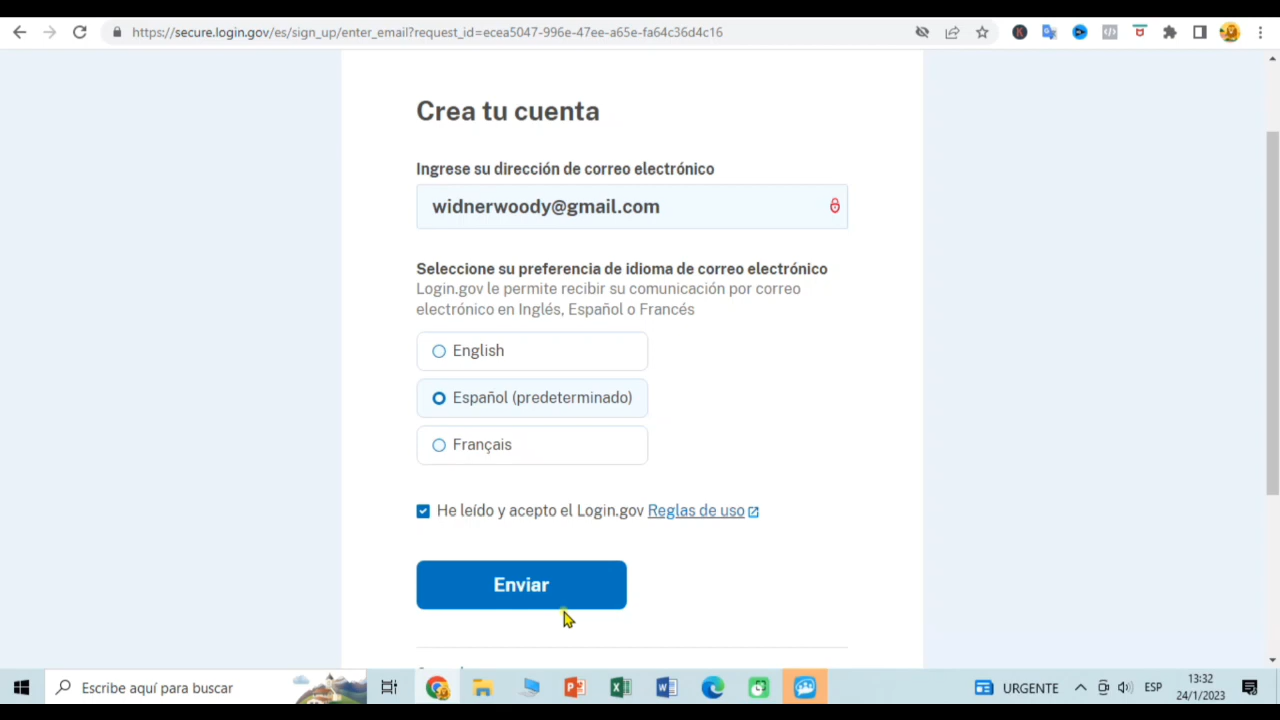 https://secure.login.gov/es/sign_up/enter_email?request_id=ecea5047-996e-47ee-a65e-fa64c36d4c16
Crea tu cuenta
Ingrese su dirección de correo electrónico
widnerwoody@gmail.com
Seleccione su preferencia de idioma de correo electrónico
Login.gov le permite recibir su comunicación por correo
electrónico en Inglés, Español o Francés
English
Español (predeterminado)
Français
He leído y acepto el Login.gov Reglas de uso
Enviar
Escribe aquí para buscar
URGENTE
ESP
13:32
24/1/2023